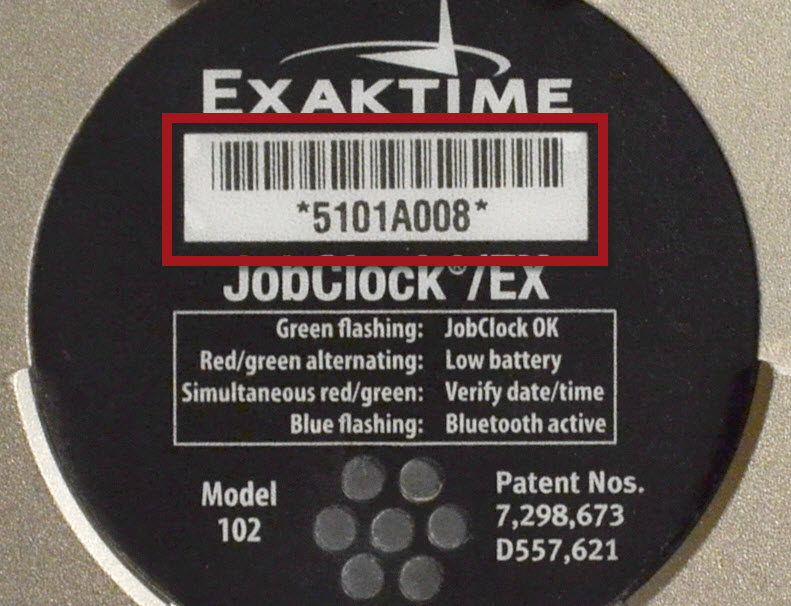 EXAKTIME
*5101A008*
JobClock®/EX
Green flashing: JobClock OK
Red/green alternating: Low battery
Simultaneous red/green: Verify date/time
Blue flashing: Bluetooth active
Model
102
Patent Nos.
7,298,673
D557,621